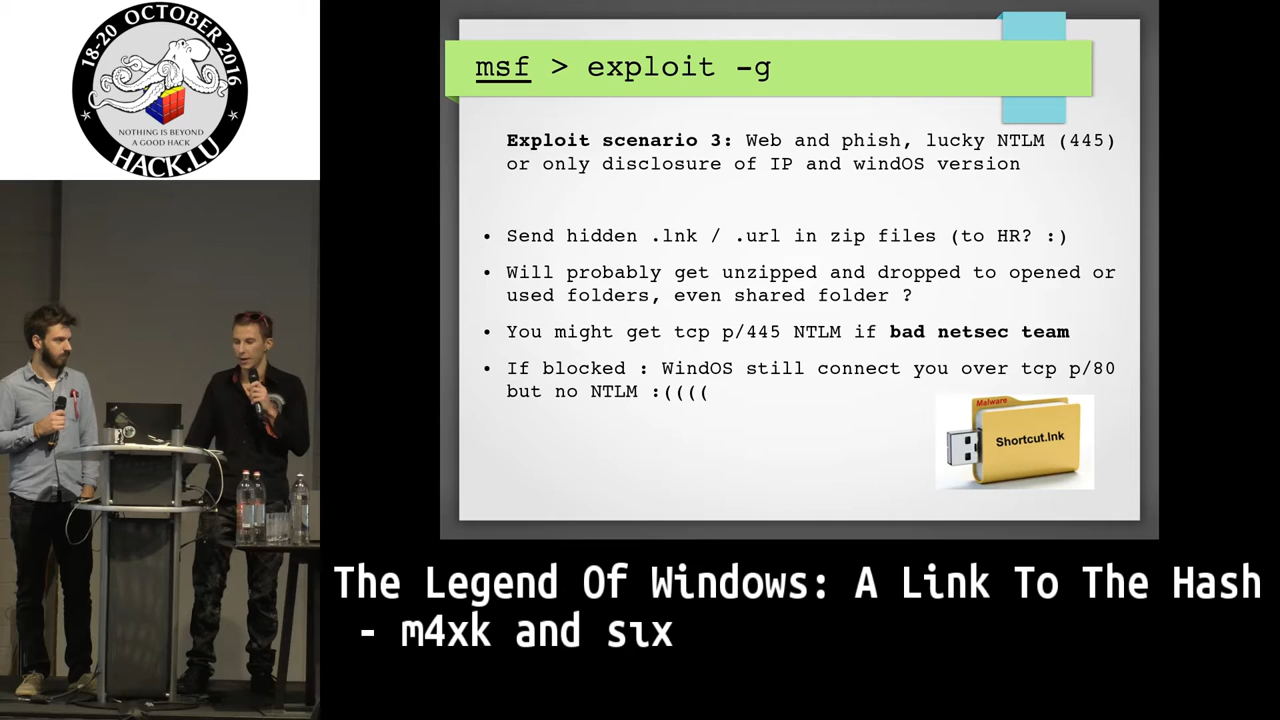 18-20 OCTOBER 2016
NOTHING IS BEYOND
A GOOD HACK
HACK.LU
msf > exploit -g
Exploit scenario 3: Web and phish, lucky NTLM (445)
or only disclosure of IP and windOS version
• Send hidden .lnk / .url in zip files (to HR? :)
• Will probably get unzipped and dropped to opened or
used folders, even shared folder ?
• You might get tcp p/445 NTLM if bad netsec team
• If blocked : WindOS still connect you over tcp p/80
but no NTLM :((((
Malware
Shortcut.lnk
The Legend Of Windows: A Link To The Hash
- m4xk and sıx